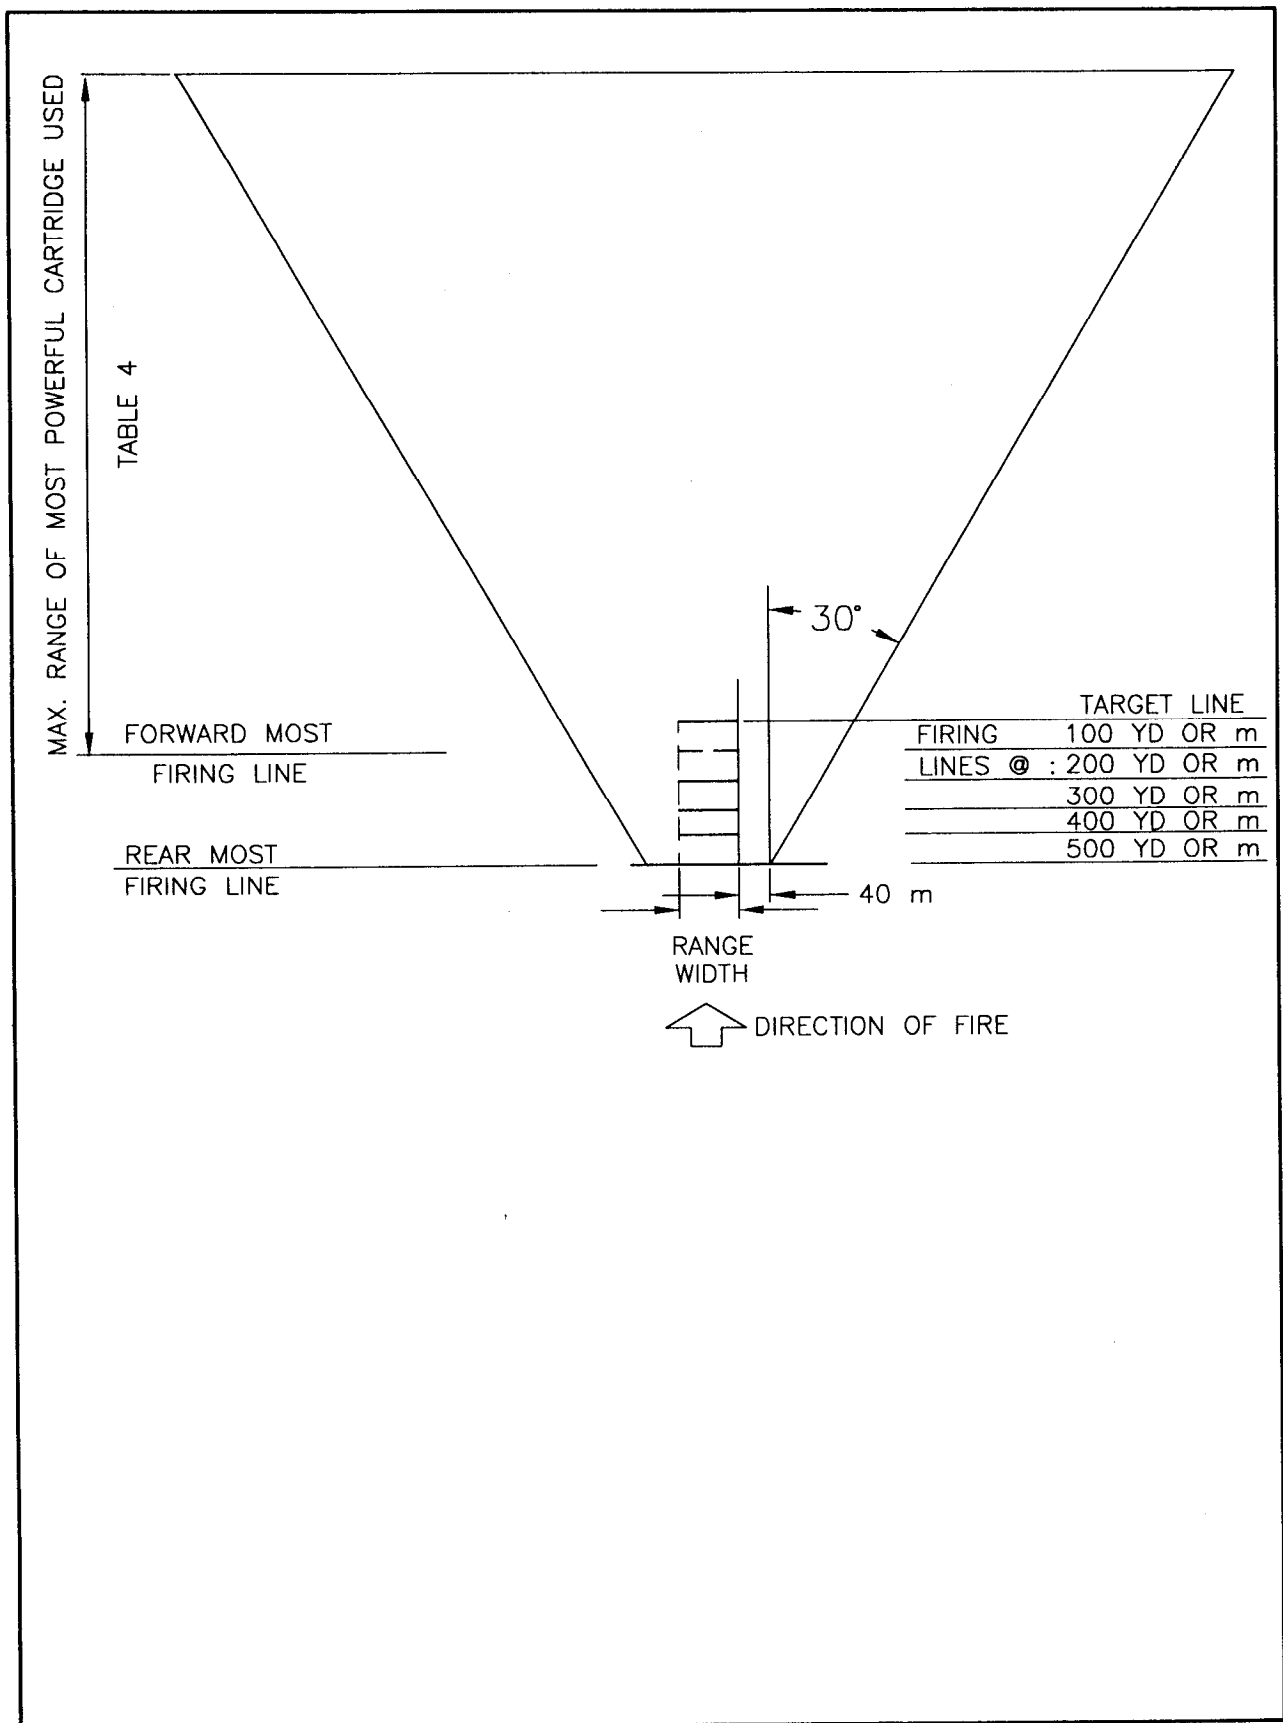 MAX. RANGE OF MOST POWERFUL CARTRIDGE USED
TABLE 4
30°
TARGET LINE
FORWARD MOST
FIRING LINE
FIRING 100 YD OR m
LINES @ : 200 YD OR m
300 YD OR m
400 YD OR m
500 YD OR m
REAR MOST
FIRING LINE
40 m
RANGE
WIDTH
DIRECTION OF FIRE